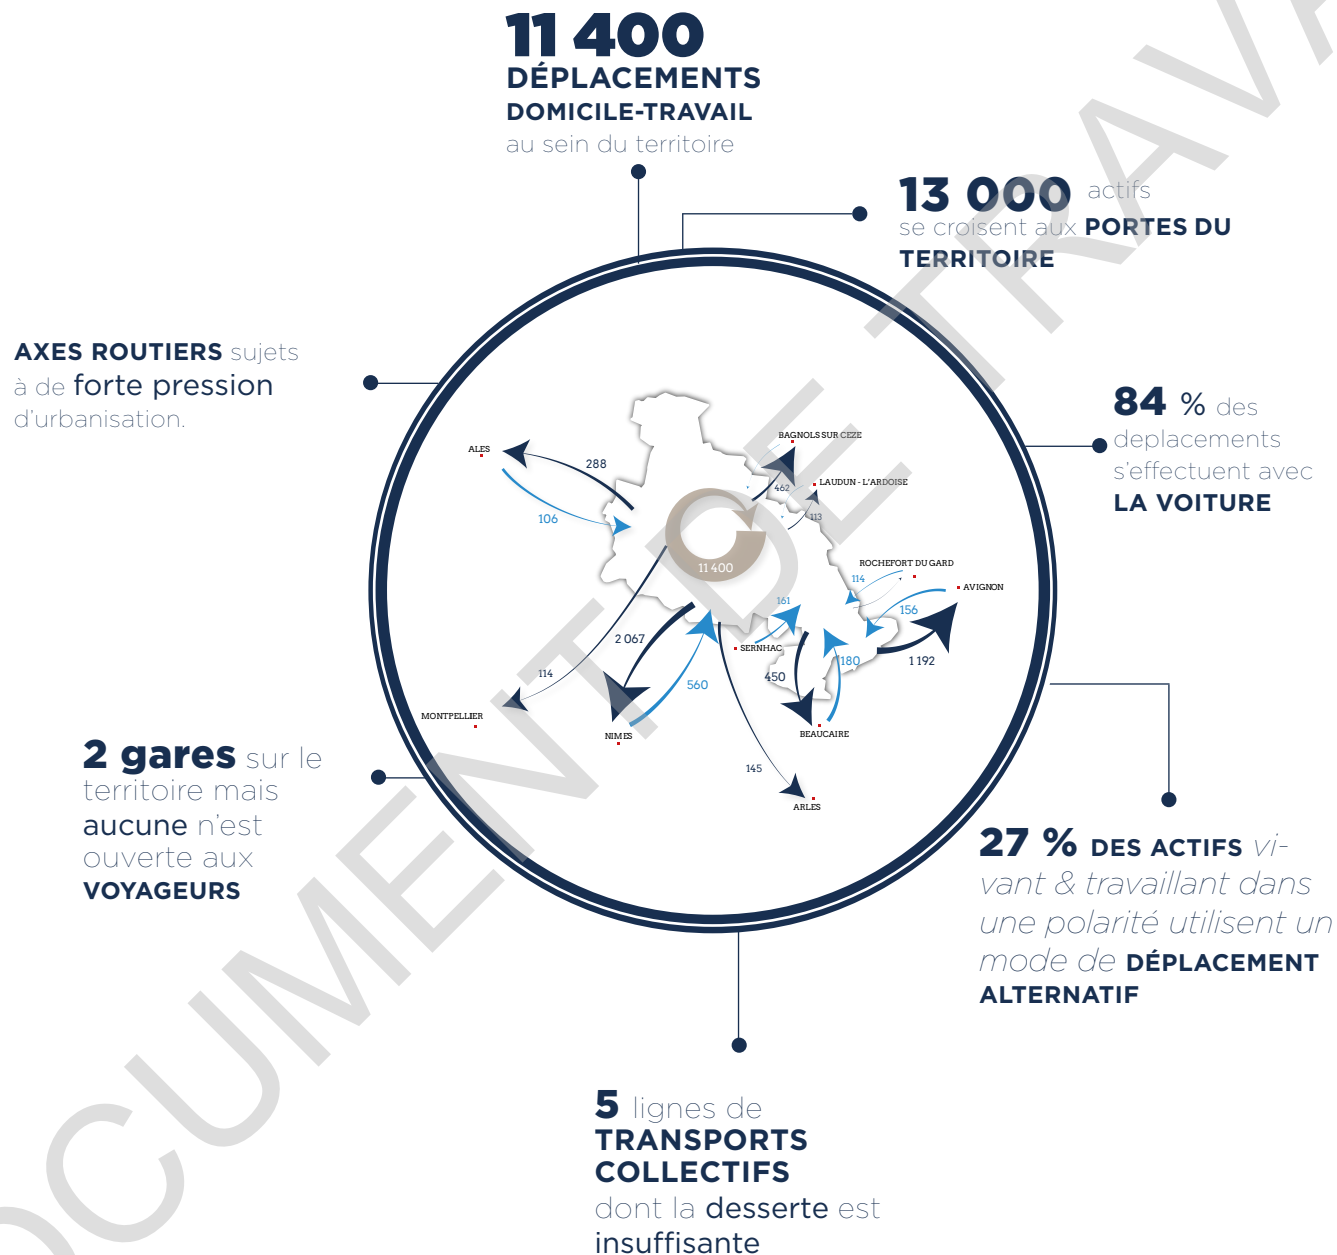 11 400
DÉPLACEMENTS
DOMICILE-TRAVAIL
au sein du territoire
13 000 actifs
se croisent aux PORTES DU
TERRITOIRE
AXES ROUTIERS sujets
à de forte pression
d'urbanisation.
84 % des
deplacements
s'effectuent avec
LA VOITURE
BAGNOLS SUR CEZE
ALES
288
462
LAUDUN - L'ARDOISE
106
113
11 400
ROCHEFORT DU GARD
114
AVIGNON
161
156
2 067
SERNHAC
180
1 192
114
450
560
MONTPELLIER
NIMES
BEAUCAIRE
145
ARLES
2 gares sur le
territoire mais
aucune n'est
ouverte aux
VOYAGEURS
27 % DES ACTIFS vi-
vant & travaillant dans
une polarité utilisent un
mode de DÉPLACEMENT
ALTERNATIF
5 lignes de
TRANSPORTS
COLLECTIFS
dont la desserte est
insuffisante
OCUMENT DE TRAVA